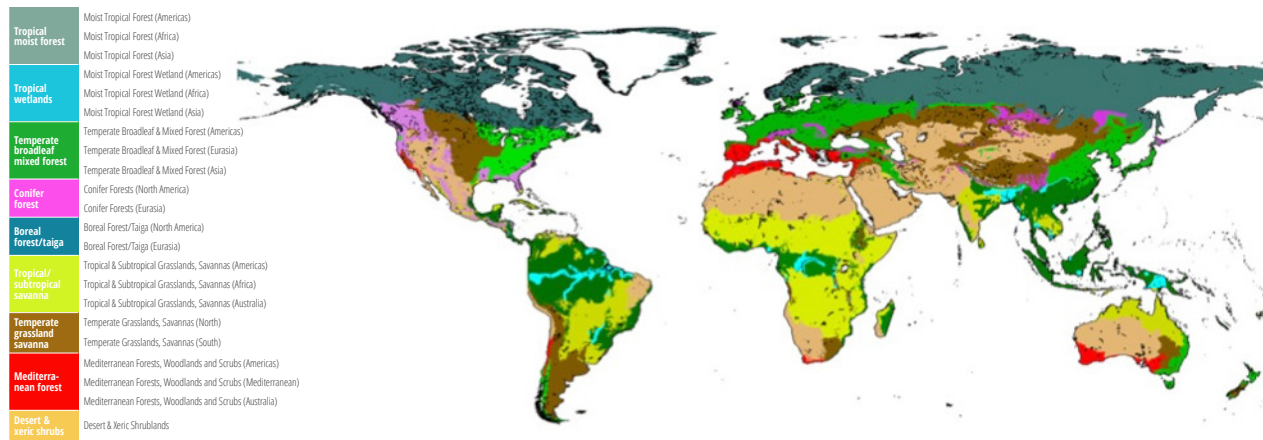 Tropical
moist forest
Moist Tropical Forest (Americas)
Moist Tropical Forest (Africa)
Moist Tropical Forest (Asia)
Tropical
wetlands
Moist Tropical Forest Wetland (Americas)
Moist Tropical Forest Wetland (Africa)
Moist Tropical Forest Wetland (Asia)
Temperate
broadleaf
mixed forest
Temperate Broadleaf & Mixed Forest (Americas)
Temperate Broadleaf & Mixed Forest (Eurasia)
Temperate Broadleaf & Mixed Forest (Asia)
Conifer
forest
Conifer Forests (North America)
Conifer Forests (Eurasia)
Boreal
forest/taiga
Boreal Forest/Taiga (North America)
Boreal Forest/Taiga (Eurasia)
Tropical/
subtropical
savanna
Tropical & Subtropical Grasslands, Savannas (Americas)
Tropical & Subtropical Grasslands, Savannas (Africa)
Tropical & Subtropical Grasslands, Savannas (Australia)
Temperate
grassland
savanna
Temperate Grasslands, Savannas (North)
Temperate Grasslands, Savannas (South)
Mediterra-
nean forest
Mediterranean Forests, Woodlands and Scrubs (Americas)
Mediterranean Forests, Woodlands and Scrubs (Mediterranean)
Mediterranean Forests, Woodlands and Scrubs (Australia)
Desert &
xeric shrubs
Desert & Xeric Shrublands